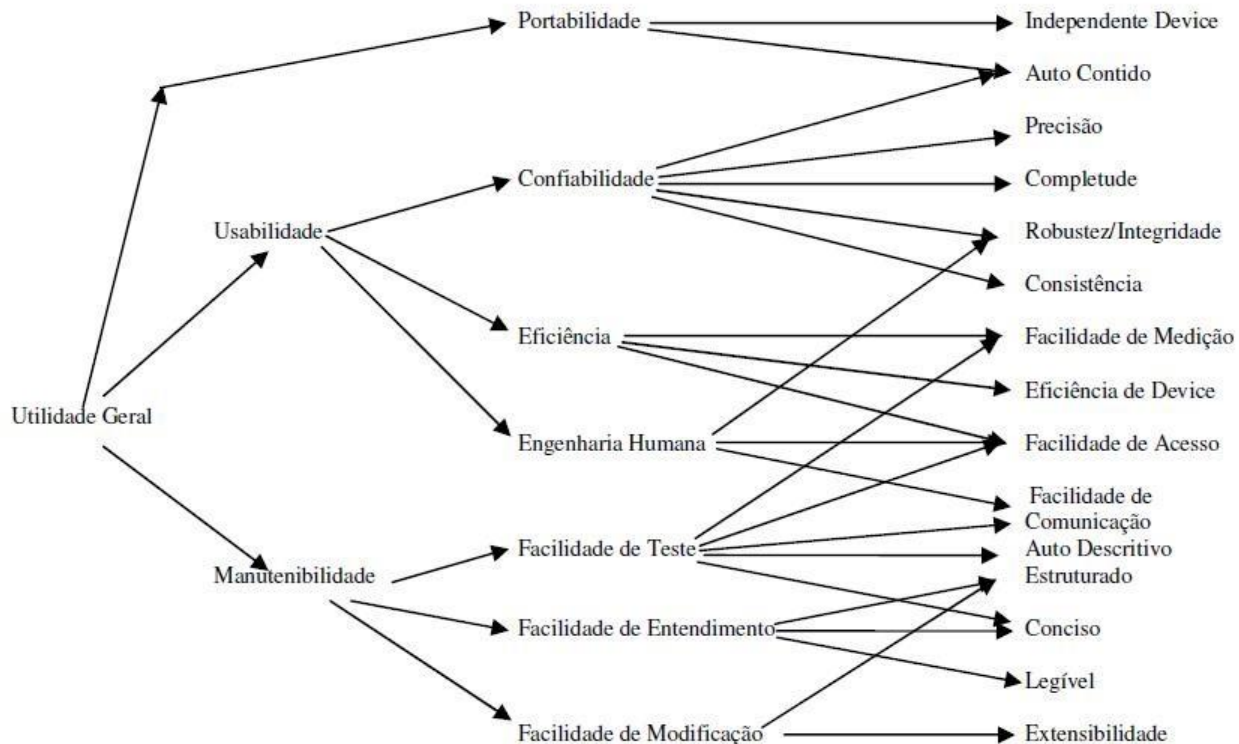 Portabilidade
Independente Device
Auto Contido
Precisão
Confiabilidade
Completude
Usabilidade
Robustez/Integridade
Consistência
Eficiência
Facilidade de Medição
Eficiência de Device
Utilidade Geral
Engenharia Humana
Facilidade de Acesso
Facilidade de
Comunicação
Facilidade de Teste
Auto Descritivo
Manutenibilidade
Estruturado
Facilidade de Entendimento
Conciso
Legível
Facilidade de Modificação
Extensibilidade